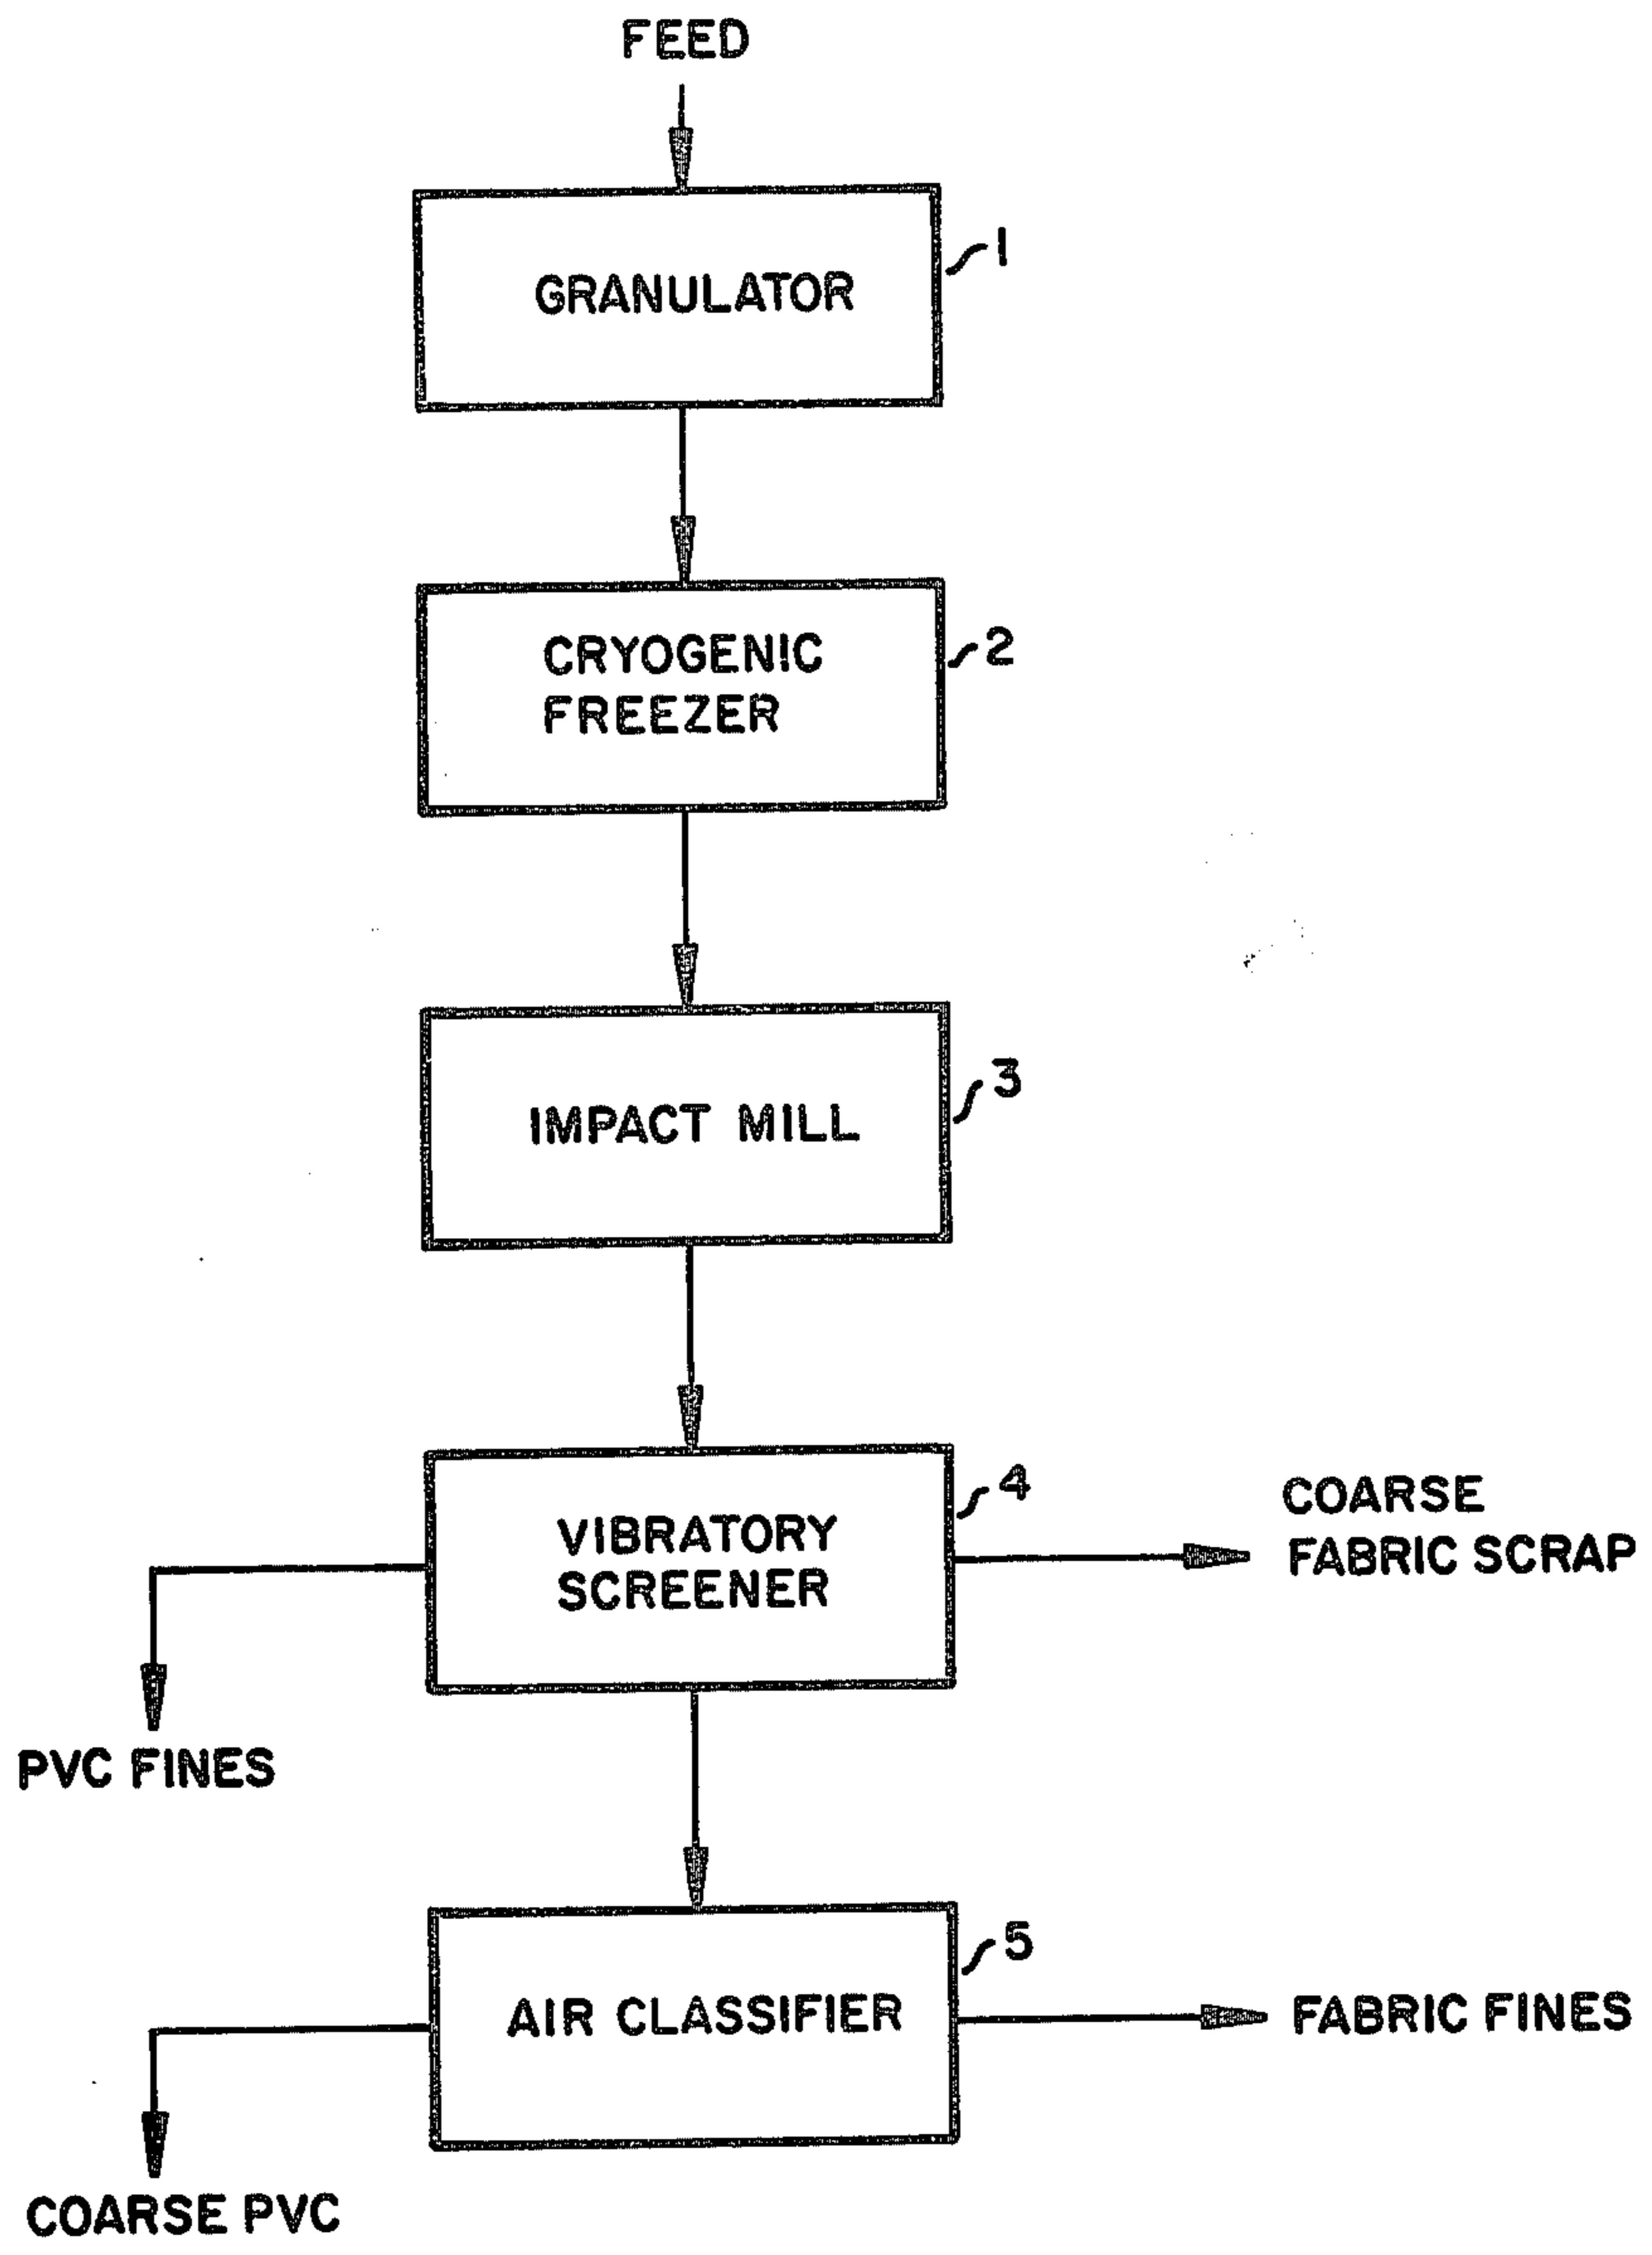 FEED
GRANULATOR
1
CRYOGENIC
FREEZER
2
IMPACT MILL
3
VIBRATORY
SCREENER
4
COARSE
FABRIC SCRAP
PVC FINES
AIR CLASSIFIER
5
FABRIC FINES
COARSE PVC